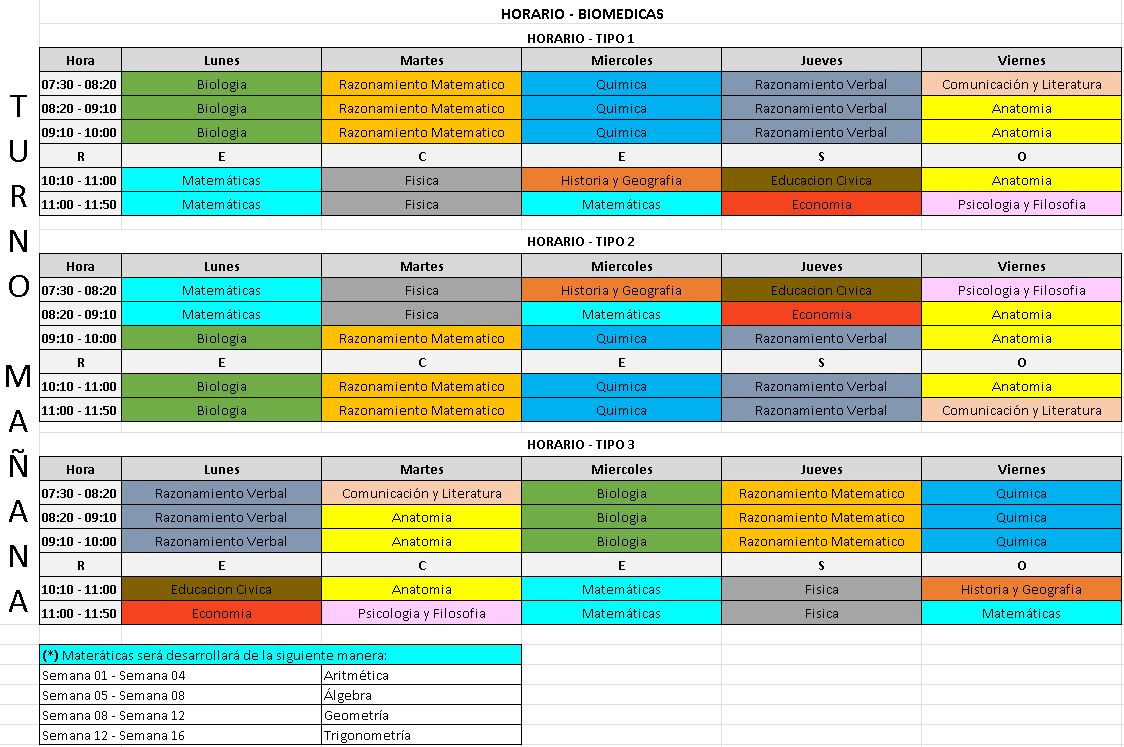 HORARIO - BIOMEDICAS
HORARIO - TIPO 1
Hora Lunes Martes Miercoles Jueves Viernes
07:30 - 08:20 Biologia Razonamiento Matematico Quimica Razonamiento Verbal Comunicación y Literatura
08:20 - 09:10 Biologia Razonamiento Matematico Quimica Razonamiento Verbal Anatomia
09:10 - 10:00 Biologia Razonamiento Matematico Quimica Razonamiento Verbal Anatomia
R E C E S O
10:10 - 11:00 Matemáticas Fisica Historia y Geografia Educacion Civica Anatomia
11:00 - 11:50 Matemáticas Fisica Matemáticas Economia Psicologia y Filosofia
HORARIO - TIPO 2
Hora Lunes Martes Miercoles Jueves Viernes
07:30 - 08:20 Matemáticas Fisica Historia y Geografia Educacion Civica Psicologia y Filosofia
08:20 - 09:10 Matemáticas Fisica Matemáticas Economia Anatomia
09:10 - 10:00 Biologia Razonamiento Matematico Quimica Razonamiento Verbal Anatomia
R E C E S O
10:10 - 11:00 Biologia Razonamiento Matematico Quimica Razonamiento Verbal Anatomia
11:00 - 11:50 Biologia Razonamiento Matematico Quimica Razonamiento Verbal Comunicación y Literatura
HORARIO - TIPO 3
Hora Lunes Martes Miercoles Jueves Viernes
07:30 - 08:20 Razonamiento Verbal Comunicación y Literatura Biologia Razonamiento Matematico Quimica
08:20 - 09:10 Razonamiento Verbal Anatomia Biologia Razonamiento Matematico Quimica
09:10 - 10:00 Razonamiento Verbal Anatomia Biologia Razonamiento Matematico Quimica
R E C E S O
10:10 - 11:00 Educacion Civica Anatomia Matemáticas Fisica Historia y Geografia
11:00 - 11:50 Economia Psicologia y Filosofia Matemáticas Fisica Matemáticas
TURNO MAÑANA
(*) Materáticas será desarrollará de la siguiente manera:
Semana 01 - Semana 04 Aritmética
Semana 05 - Semana 08 Álgebra
Semana 08 - Semana 12 Geometría
Semana 12 - Semana 16 Trigonometría